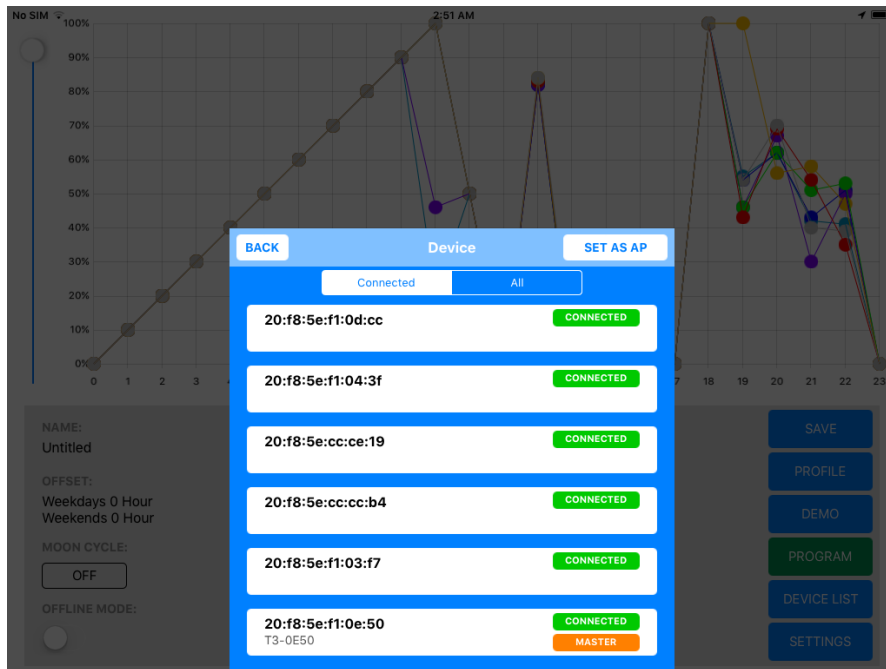 No SIM 2:51 AM
100%
90%
80%
70%
60%
50%
40%
30%
20%
10%
0%
0 1 2 3 7 18 19 20 21 22 23
BACK Device SET AS AP
Connected All
20:f8:5e:f1:0d:cc CONNECTED
20:f8:5e:f1:04:3f CONNECTED
20:f8:5e:cc:ce:19 CONNECTED
20:f8:5e:cc:cc:b4 CONNECTED
20:f8:5e:f1:03:f7 CONNECTED
20:f8:5e:f1:0e:50 CONNECTED
T3-0E50 MASTER
NAME:
Untitled
OFFSET:
Weekdays 0 Hour
Weekends 0 Hour
MOON CYCLE:
OFF
OFFLINE MODE:
SAVE
PROFILE
DEMO
PROGRAM
DEVICE LIST
SETTINGS